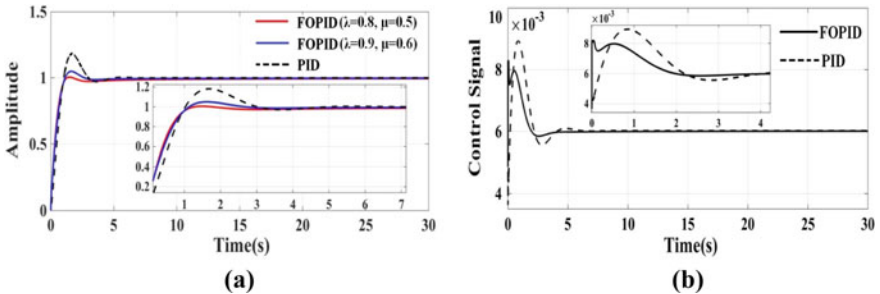 FOPID(λ=0.8, μ=0.5)
FOPID(λ=0.9, μ=0.6)
PID
Amplitude
1.5
1
0.5
0
1.2
1
0.8
0.6
0.4
0.2
1 2 3 4 5 6 7
0 5 10 15 20 25 30
Time(s)
(a)
×10⁻³
FOPID
PID
Control Signal
10
8
6
4
×10⁻³
8
6
4
0 1 2 3 4
0 5 10 15 20 25 30
Time(s)
(b)